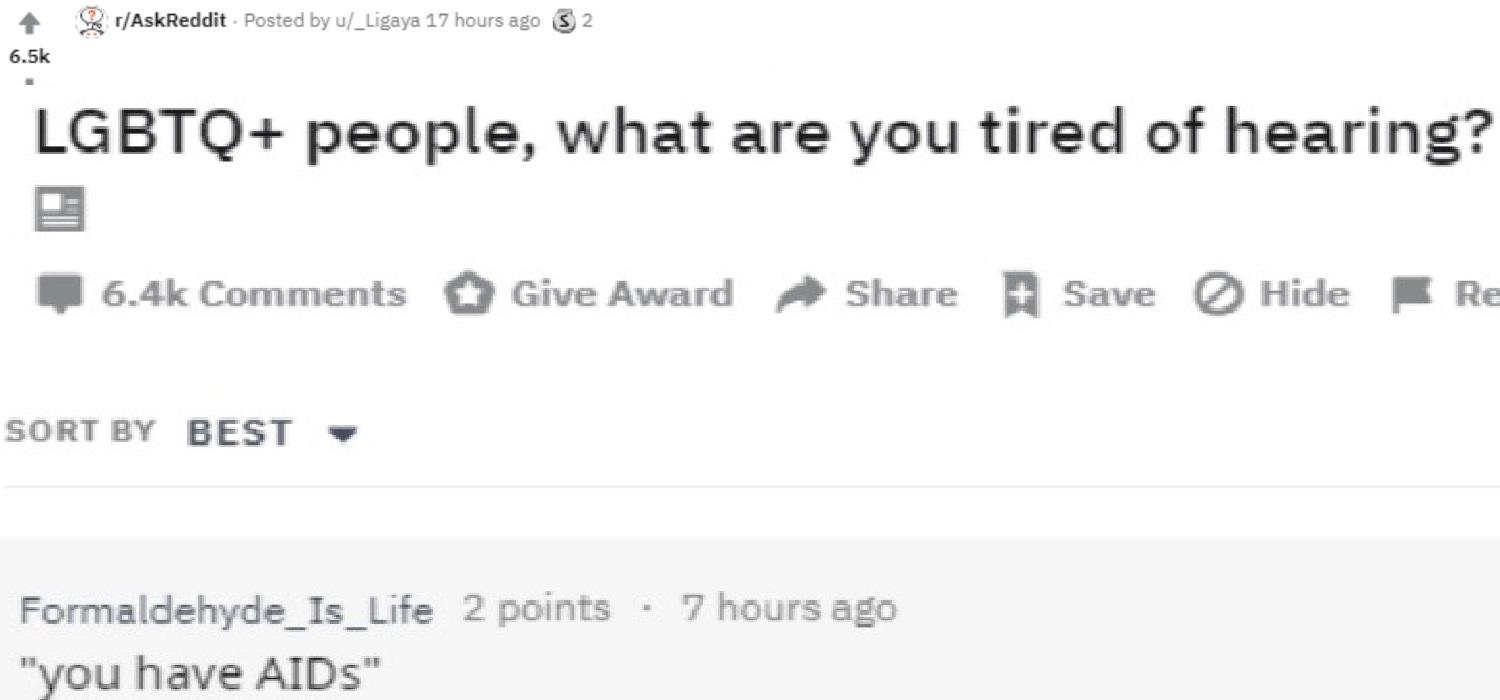 r/AskReddit · Posted by u/_Ligaya 17 hours ago S 2
6.5k
LGBTQ+ people, what are you tired of hearing?
6.4k Comments Give Award Share Save Hide Re
SORT BY BEST
Formaldehyde_Is_Life 2 points · 7 hours ago
"you have AIDs"